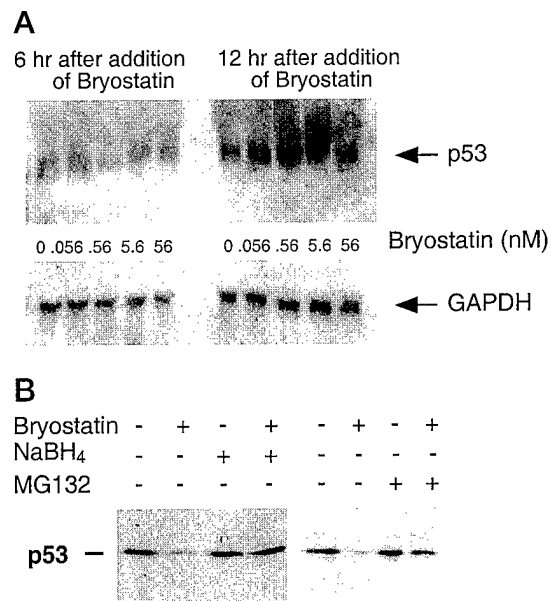 A
6 hr after addition of Bryostatin
12 hr after addition of Bryostatin
p53
0 .056 .56 5.6 56 0 .056 .56 5.6 56 Bryostatin (nM)
GAPDH
B
Bryostatin - + - + - + - +
NaBH4 - - + + - - - -
MG132 - - - - - - + +
p53